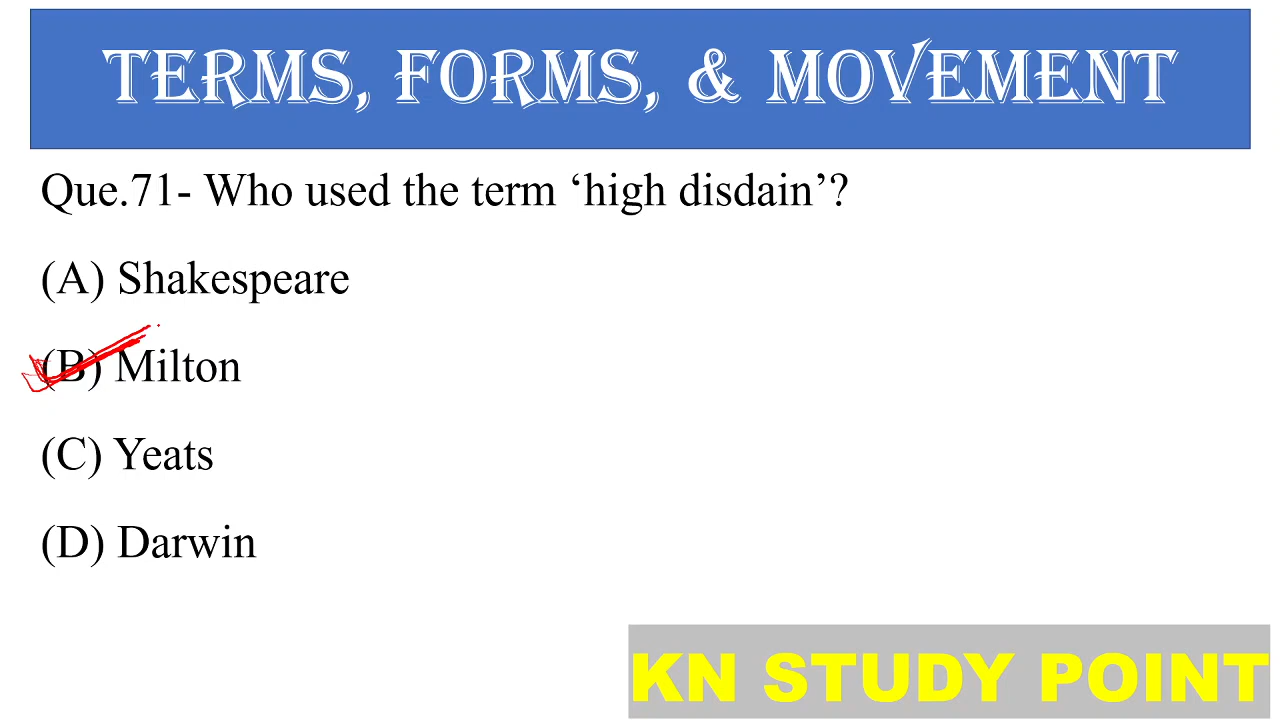 TERMS, FORMS, & MOVEMENT
Que.71- Who used the term ‘high disdain’?
(A) Shakespeare
(B) Milton
(C) Yeats
(D) Darwin
KN STUDY POINT